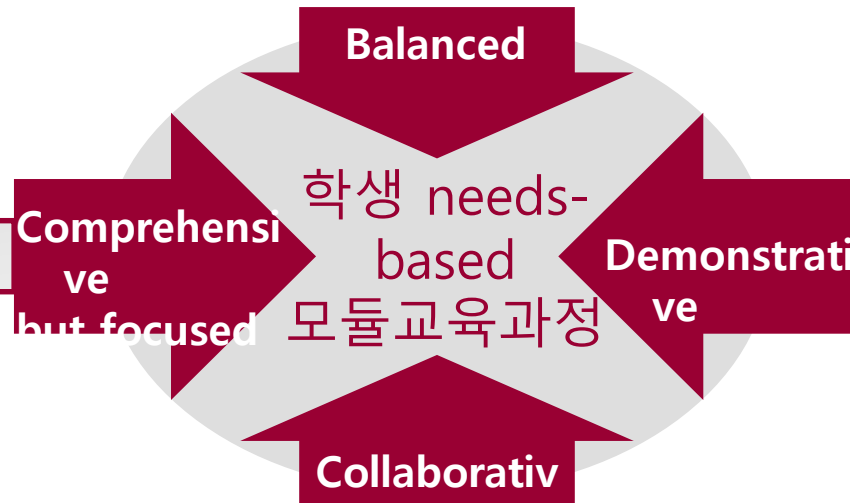 Balanced
Comprehensi
ve
but focused
학생 needs-
based
모듈교육과정
Demonstrati
ve
Collaborativ